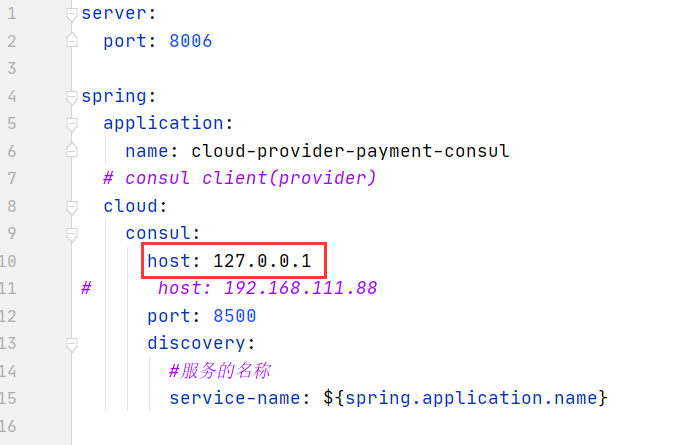 1 server:
2   port: 8006
3
4 spring:
5   application:
6     name: cloud-provider-payment-consul
7   # consul client(provider)
8   cloud:
9     consul:
10       host: 127.0.0.1
11 #      host: 192.168.111.88
12       port: 8500
13       discovery:
14         #服务的名称
15         service-name: ${spring.application.name}
16